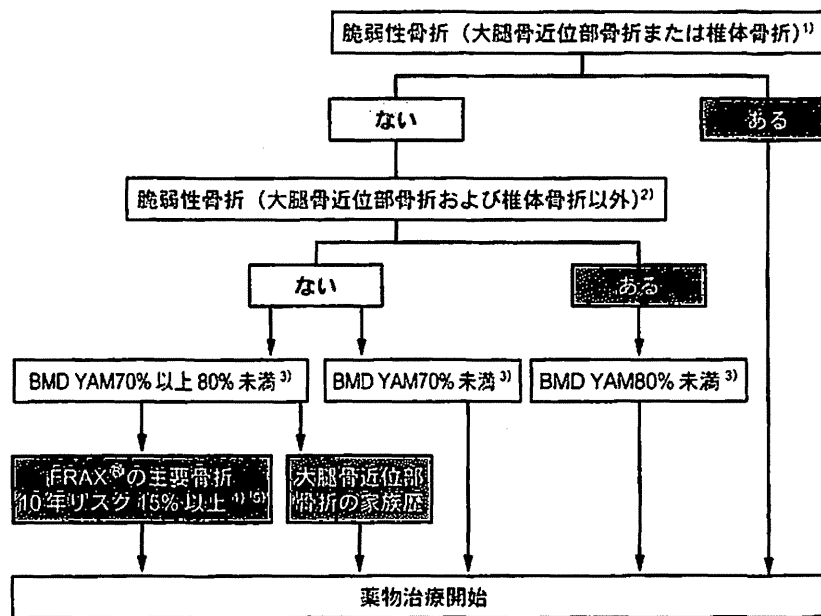 脆弱性骨折（大腿骨近位部骨折または椎体骨折）1)
ない
ある
脆弱性骨折（大腿骨近位部骨折および椎体骨折以外）2)
ない
ある
BMD YAM70%以上80%未満3)
BMD YAM70%未満3)
BMD YAM80%未満3)
FRAX®の主要骨折
10年リスク15%以上4)5)
大腿骨近位部
骨折の家族歴
薬物治療開始